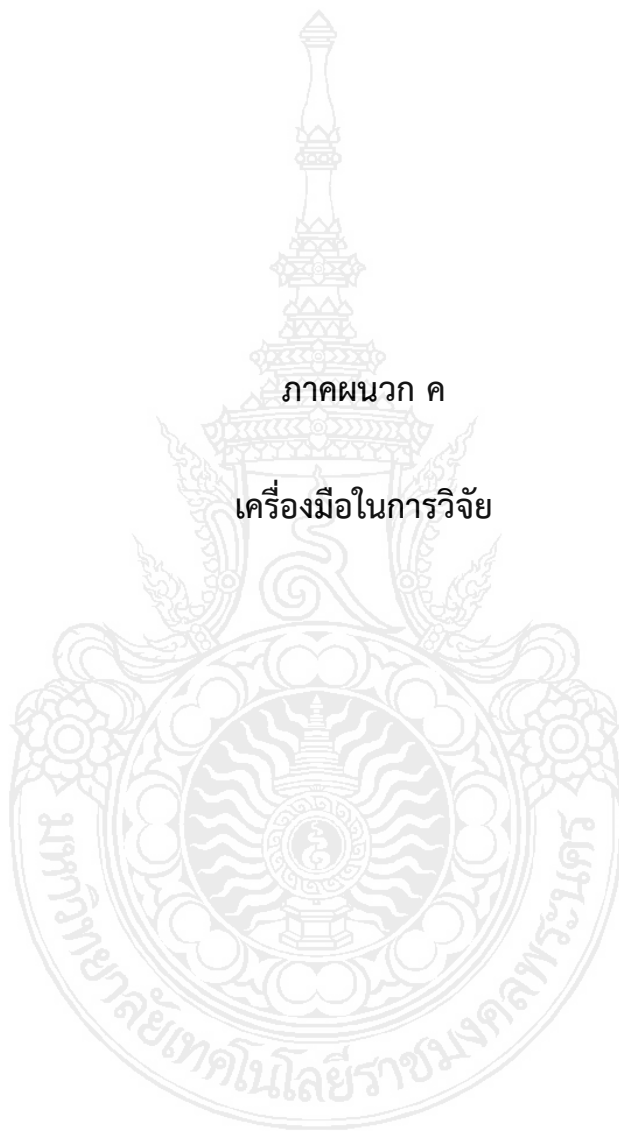 ภาคผนวก ค
เครื่องมือในการวิจัย
มหาวิทยาลัยเทคโนโลยีราชมงคลพระนคร